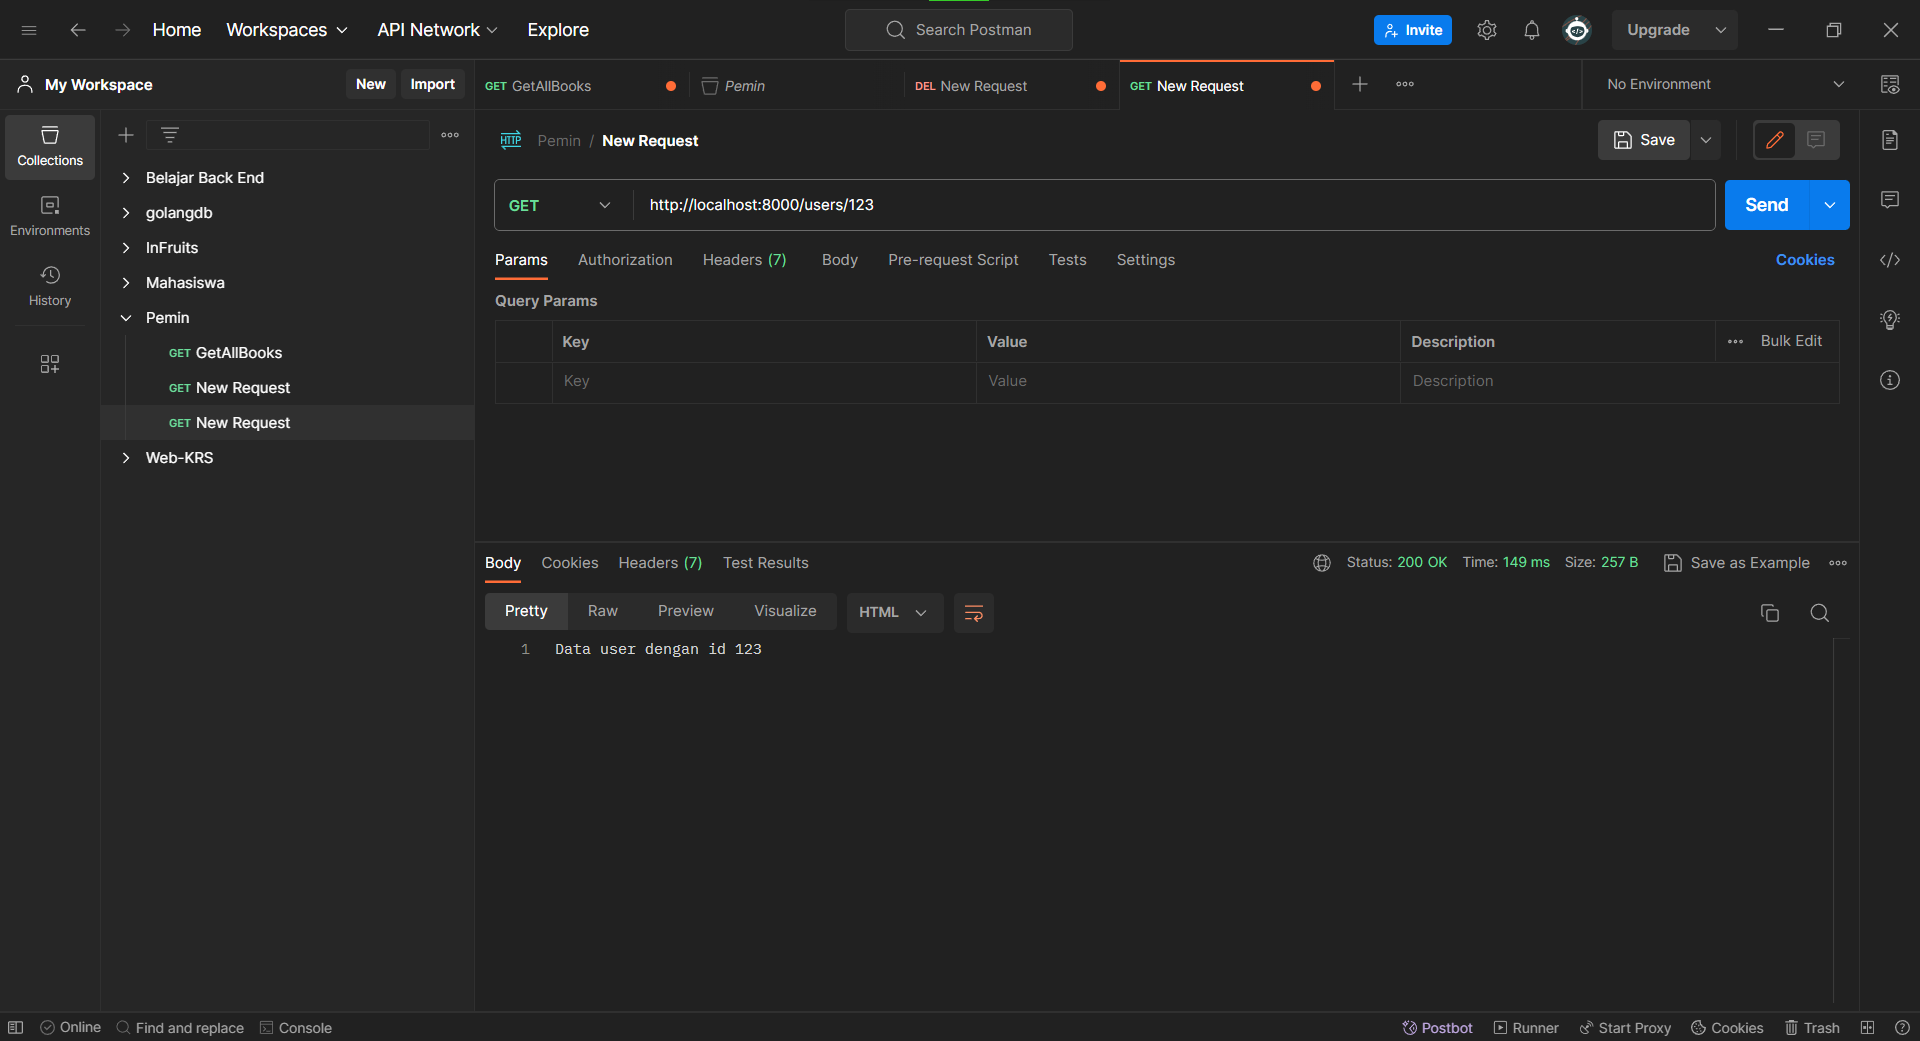 Home Workspaces API Network Explore Search Postman Invite Upgrade
My Workspace New Import
GET GetAllBooks Pemin DEL New Request GET New Request No Environment
Collections
Environments
History
Belajar Back End
golangdb
InFruits
Mahasiswa
Pemin
GET GetAllBooks
GET New Request
GET New Request
Web-KRS
HTTP Pemin / New Request Save
GET http://localhost:8000/users/123 Send
Params Authorization Headers (7) Body Pre-request Script Tests Settings Cookies
Query Params
Key Value Description Bulk Edit
Key Value Description
Body Cookies Headers (7) Test Results Status: 200 OK Time: 149 ms Size: 257 B Save as Example
Pretty Raw Preview Visualize HTML
1 Data user dengan id 123
Online Find and replace Console Postbot Runner Start Proxy Cookies Trash